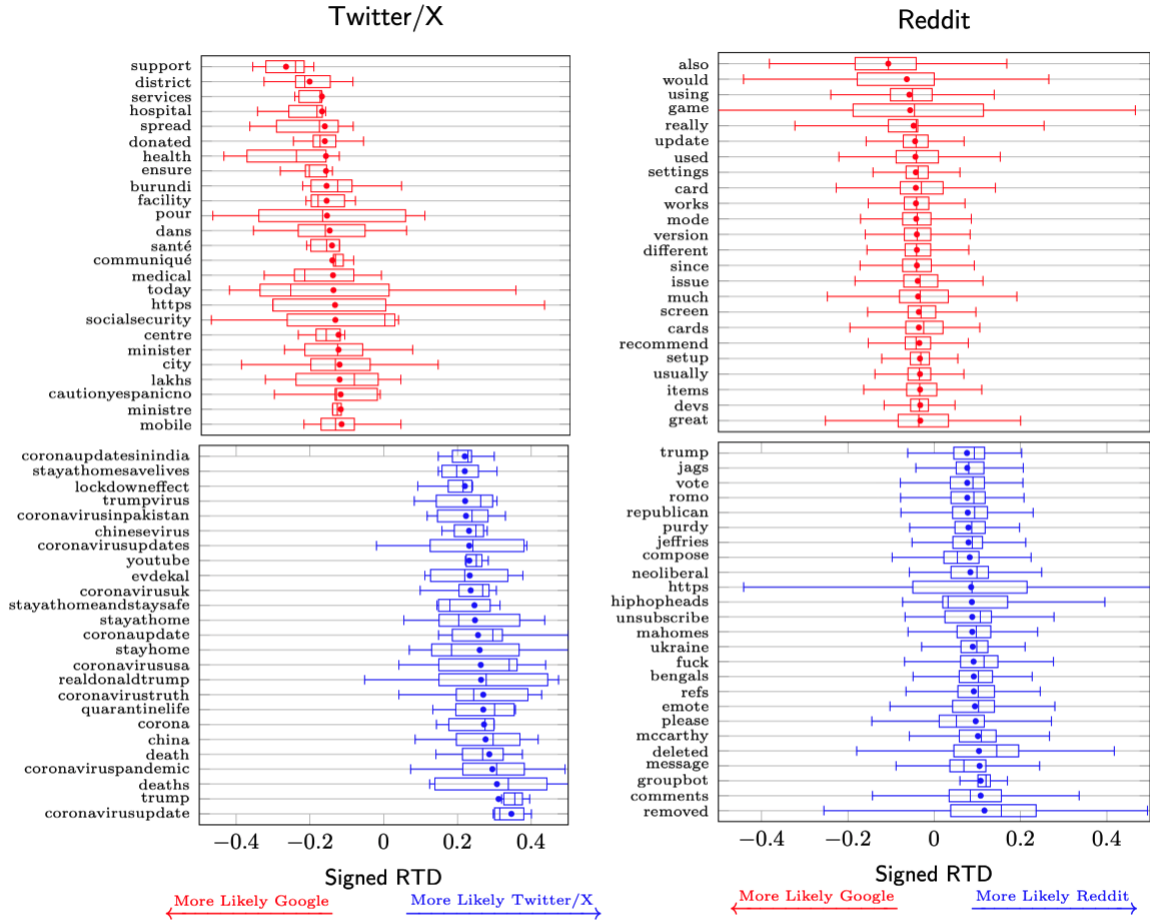 Twitter/X
support
district
services
hospital
spread
donated
health
ensure
burundi
facility
pour
dans
santé
communiqué
medical
today
https
socialsecurity
centre
minister
city
lakhs
cautionyespanicno
ministre
mobile
coronaupdatesinindia
stayathomesavelives
lockdowneffect
trumpvirus
coronavirusinpakistan
chinesevirus
coronavirusupdates
youtube
evdekal
coronavirusuk
stayathomeandstaysafe
stayathome
coronaupdate
stayhome
coronavirususa
realdonaldtrump
coronavirustruth
quarantinelife
corona
china
death
coronaviruspandemic
deaths
trump
coronavirusupdate
−0.4 −0.2 0 0.2 0.4
Signed RTD
More Likely Google More Likely Twitter/X
Reddit
also
would
using
game
really
update
used
settings
card
works
mode
version
different
since
issue
much
screen
cards
recommend
setup
usually
items
devs
great
trump
jags
vote
romo
republican
purdy
jeffries
compose
neoliberal
https
hiphopheads
unsubscribe
mahomes
ukraine
fuck
bengals
refs
emote
please
mccarthy
deleted
message
groupbot
comments
removed
−0.4 −0.2 0 0.2 0.4
Signed RTD
More Likely Google More Likely Reddit